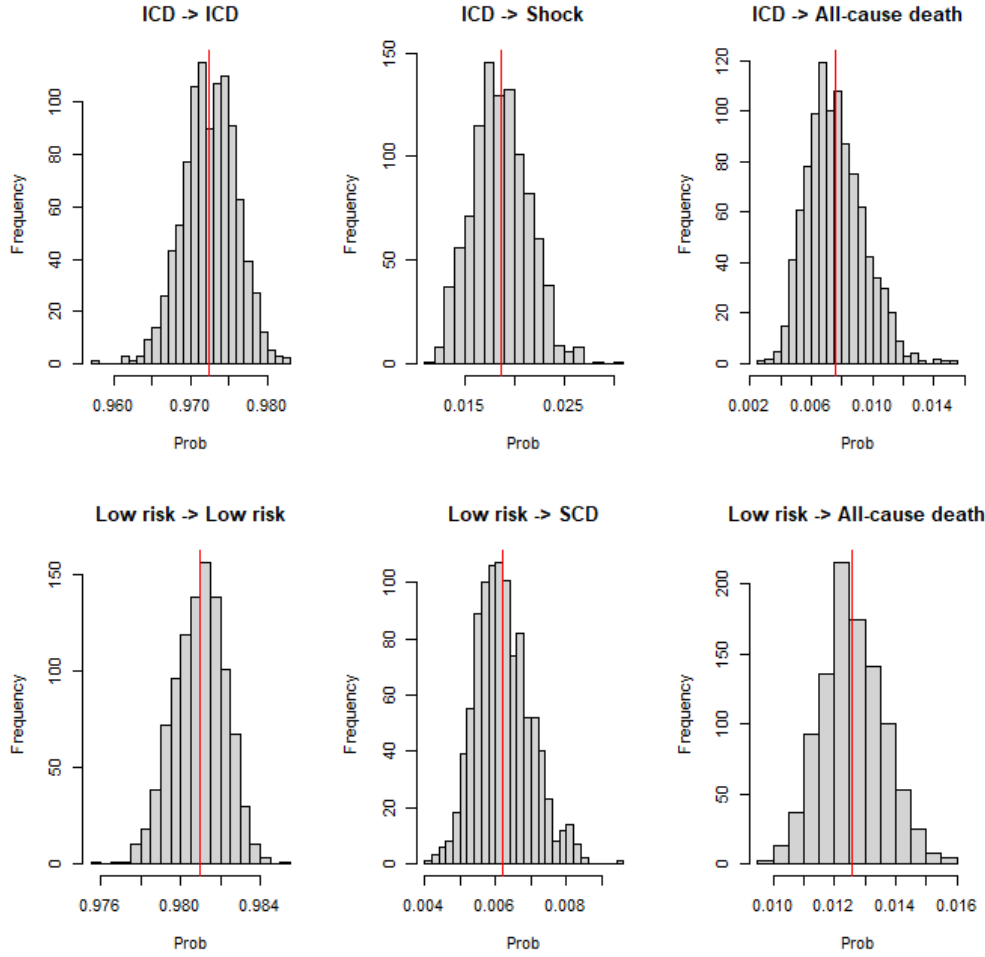 ICD -> ICD
Frequency
0 20 40 60 80 100
0.960 0.970 0.980
Prob
ICD -> Shock
Frequency
0 50 100 150
0.015 0.025
Prob
ICD -> All-cause death
Frequency
0 20 40 60 80 100 120
0.002 0.006 0.010 0.014
Prob
Low risk -> Low risk
Frequency
0 50 100 150
0.976 0.980 0.984
Prob
Low risk -> SCD
Frequency
0 20 40 60 80 100
0.004 0.006 0.008
Prob
Low risk -> All-cause death
Frequency
0 50 100 150 200
0.010 0.012 0.014 0.016
Prob